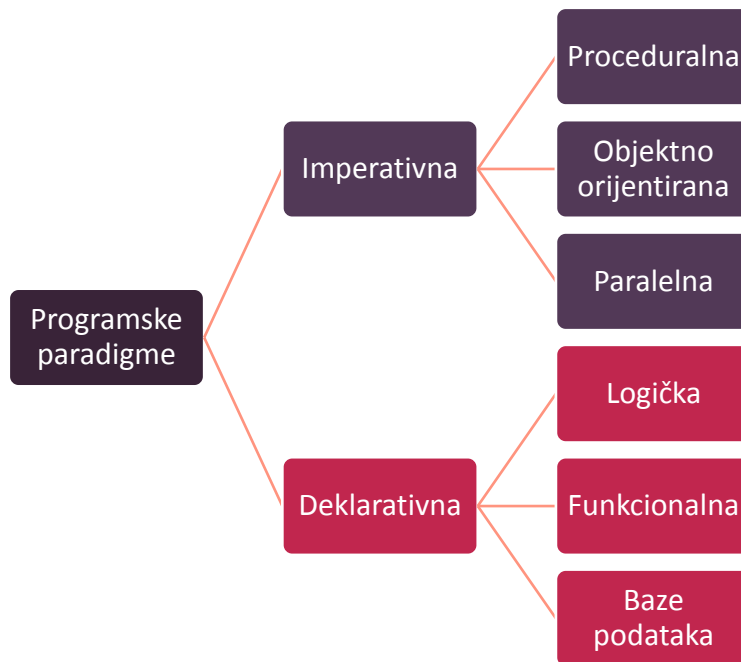 Programske
paradigme
Imperativna
Proceduralna
Objektno
orijentirana
Paralelna
Deklarativna
Logička
Funkcionalna
Baze
podataka